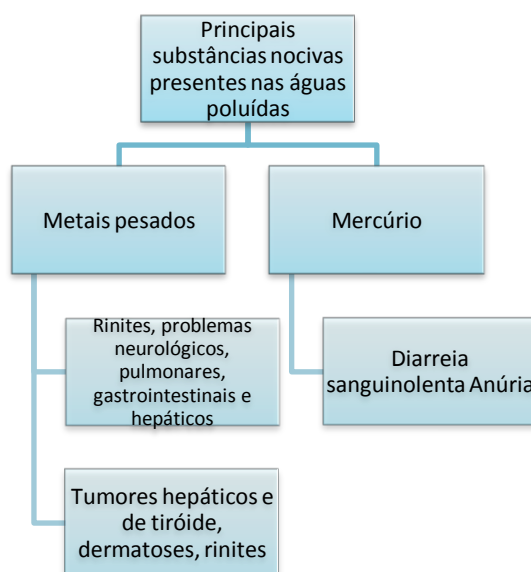 Principais
substâncias nocivas
presentes nas águas
poluídas
Metais pesados
Mercúrio
Rinites, problemas
neurológicos,
pulmonares,
gastrointestinais e
hepáticos
Diarreia
sanguinolenta Anúria
Tumores hepáticos e
de tiróide,
dermatoses, rinites